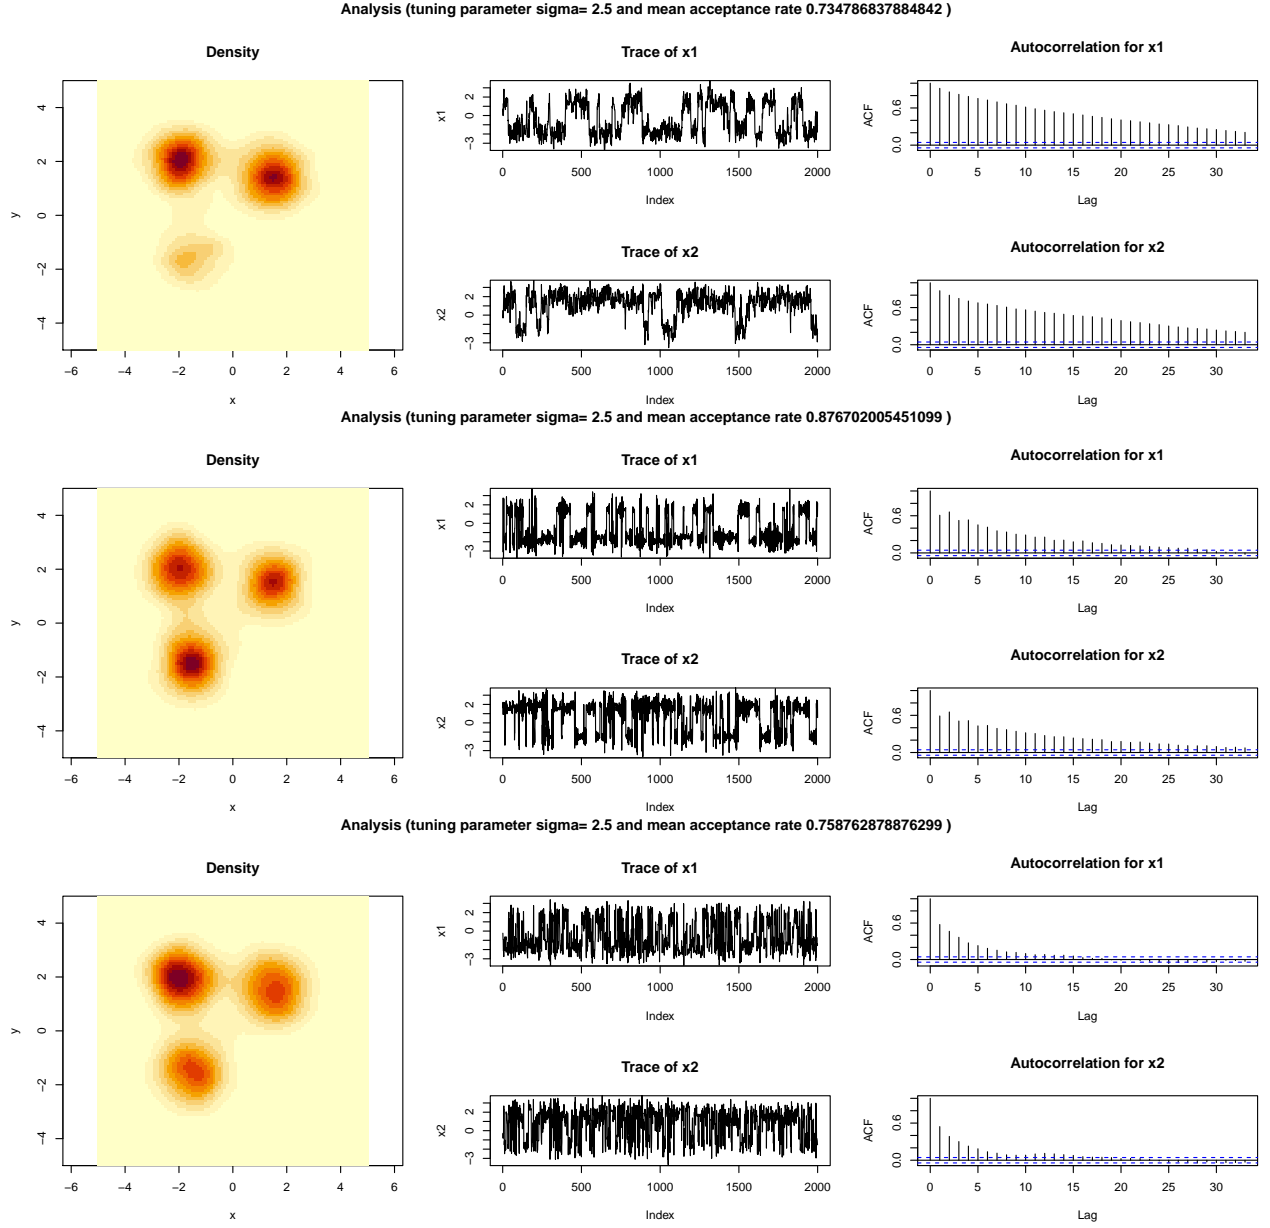 Analysis (tuning parameter sigma= 2.5 and mean acceptance rate 0.734786837884842 )
Density
Trace of x1
Autocorrelation for x1
4
2
0
−2
−4
y
−6 −4 −2 0 2 4 6
x
x1
2
0
−3
0 500 1000 1500 2000
Index
ACF
0.6
0.0
0 5 10 15 20 25 30
Lag
Trace of x2
Autocorrelation for x2
x2
2
0
−3
0 500 1000 1500 2000
Index
ACF
0.6
0.0
0 5 10 15 20 25 30
Lag
Analysis (tuning parameter sigma= 2.5 and mean acceptance rate 0.876702005451099 )
Density
Trace of x1
Autocorrelation for x1
4
2
0
−2
−4
y
−6 −4 −2 0 2 4 6
x
x1
2
0
−3
0 500 1000 1500 2000
Index
ACF
0.6
0.0
0 5 10 15 20 25 30
Lag
Trace of x2
Autocorrelation for x2
x2
2
0
−3
0 500 1000 1500 2000
Index
ACF
0.6
0.0
0 5 10 15 20 25 30
Lag
Analysis (tuning parameter sigma= 2.5 and mean acceptance rate 0.758762878876299 )
Density
Trace of x1
Autocorrelation for x1
4
2
0
−2
−4
y
−6 −4 −2 0 2 4 6
x
x1
2
0
−3
0 500 1000 1500 2000
Index
ACF
0.6
0.0
0 5 10 15 20 25 30
Lag
Trace of x2
Autocorrelation for x2
x2
2
0
−3
0 500 1000 1500 2000
Index
ACF
0.6
0.0
0 5 10 15 20 25 30
Lag